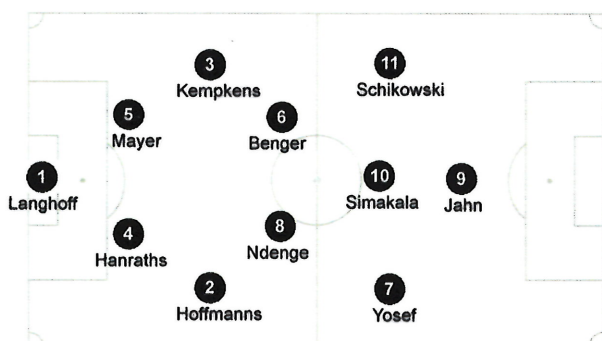 3
Kempkens
11
Schikowski
5
Mayer
6
Benger
1
Langhoff
10
Simakala
9
Jahn
4
Hanraths
8
Ndenge
2
Hoffmanns
7
Yosef